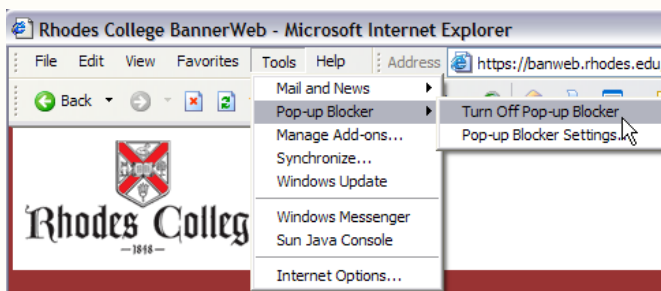 Rhodes College BannerWeb - Microsoft Internet Explorer
File Edit View Favorites Tools Help Address https://banweb.rhodes.edu
Back
Mail and News
Pop-up Blocker
Turn Off Pop-up Blocker
Manage Add-ons...
Pop-up Blocker Settings...
Synchronize...
Windows Update
Windows Messenger
Sun Java Console
Internet Options...
Rhodes Colleg
—1848—